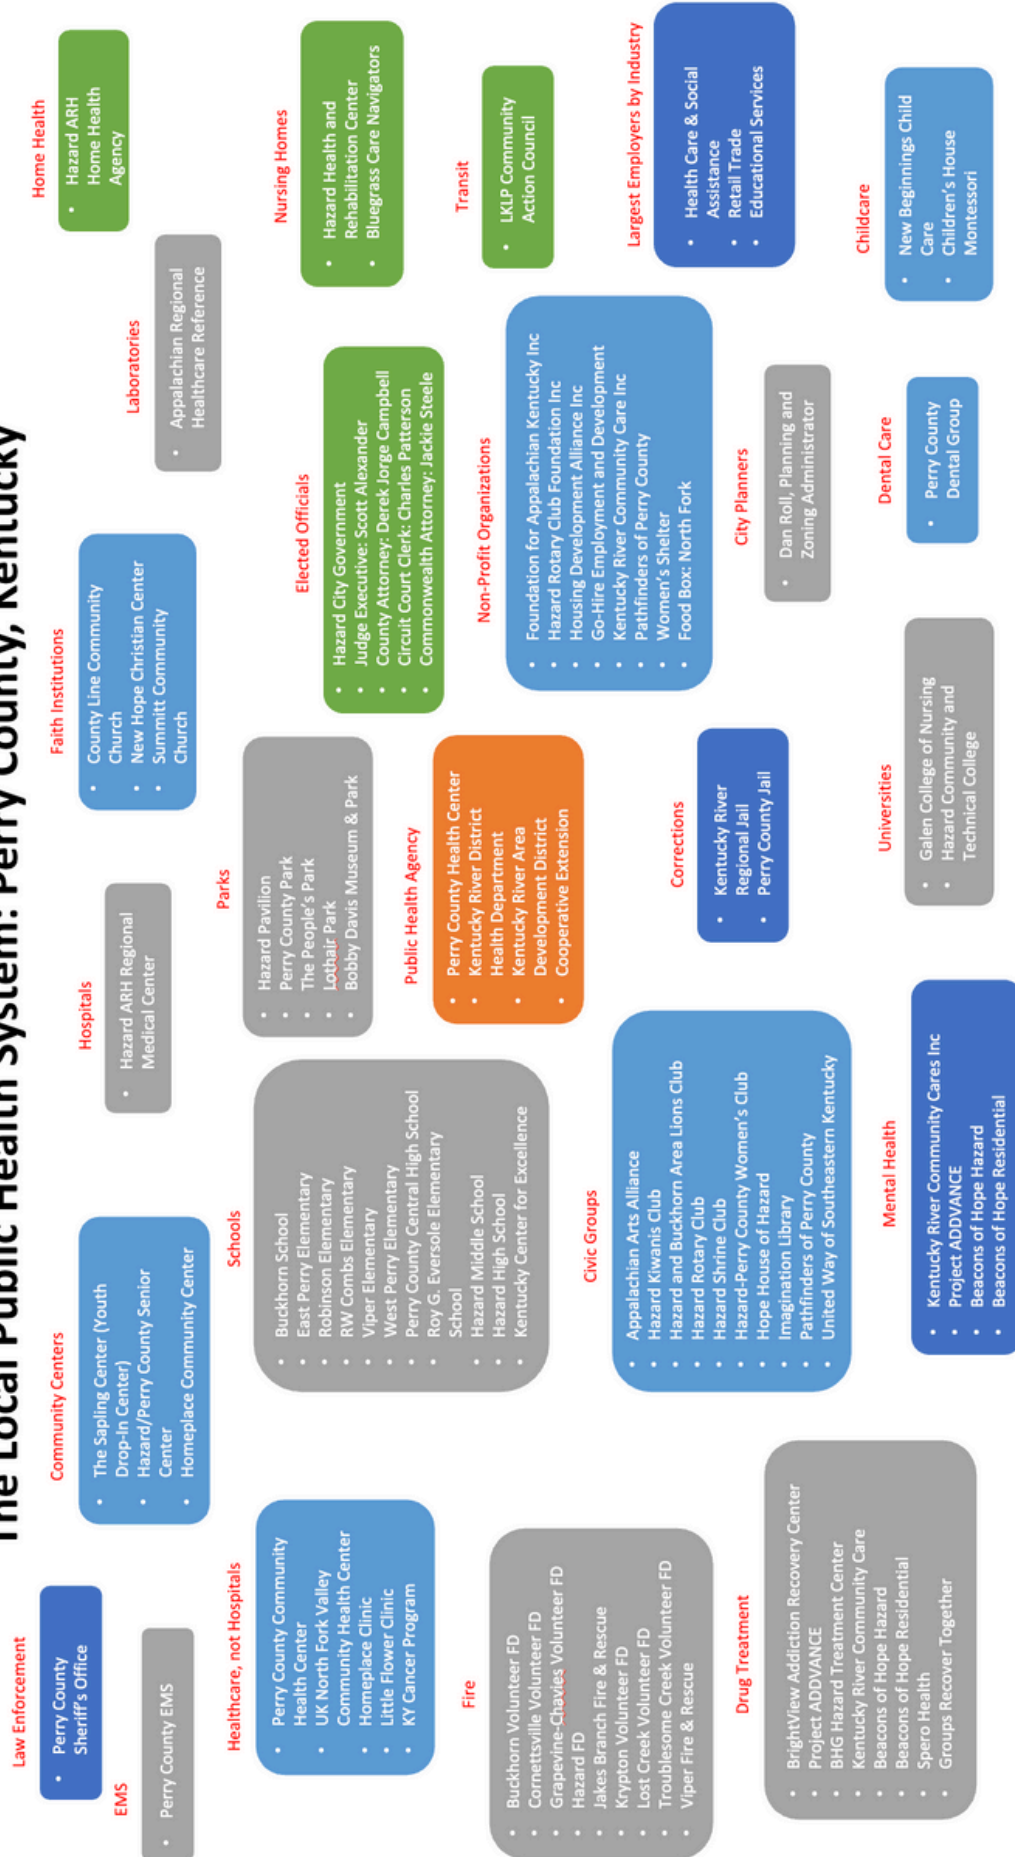 The Local Public Health System: Perry County, Kentucky
Law Enforcement
• Perry County
Sheriff's Office
EMS
• Perry County EMS
Community Centers
• The Sapling Center (Youth
Drop-In Center)
• Hazard/Perry County Senior
Center
• Homeplace Community Center
Hospitals
• Hazard ARH Regional
Medical Center
Faith Institutions
• County Line Community
Church
• New Hope Christian Center
• Summitt Community
Church
Laboratories
• Appalachian Regional
Healthcare Reference
Home Health
• Hazard ARH
Home Health
Agency
Healthcare, not Hospitals
• Perry County Community
Health Center
• UK North Fork Valley
Community Health Center
• Homeplace Clinic
• Little Flower Clinic
• KY Cancer Program
Schools
• Buckhorn School
• East Perry Elementary
• Robinson Elementary
• RW Combs Elementary
• Viper Elementary
• West Perry Elementary
• Perry County Central High School
• Roy G. Eversole Elementary
School
• Hazard Middle School
• Hazard High School
• Kentucky Center for Excellence
Parks
• Hazard Pavilion
• Perry County Park
• The People's Park
• Lothair Park
• Bobby Davis Museum & Park
Elected Officials
• Hazard City Government
• Judge Executive: Scott Alexander
• County Attorney: Derek Jorge Campbell
• Circuit Court Clerk: Charles Patterson
• Commonwealth Attorney: Jackie Steele
Nursing Homes
• Hazard Health and
Rehabilitation Center
• Bluegrass Care Navigators
Public Health Agency
• Perry County Health Center
• Kentucky River District
Health Department
• Kentucky River Area
Development District
• Cooperative Extension
Transit
• LKLP Community
Action Council
Fire
• Buckhorn Volunteer FD
• Cornettsville Volunteer FD
• Grapevine-Chavies Volunteer FD
• Hazard FD
• Jakes Branch Fire & Rescue
• Krypton Volunteer FD
• Lost Creek Volunteer FD
• Troublesome Creek Volunteer FD
• Viper Fire & Rescue
Civic Groups
• Appalachian Arts Alliance
• Hazard Kiwanis Club
• Hazard and Buckhorn Area Lions Club
• Hazard Rotary Club
• Hazard Shrine Club
• Hazard-Perry County Women's Club
• Hope House of Hazard
• Imagination Library
• Pathfinders of Perry County
• United Way of Southeastern Kentucky
Non-Profit Organizations
• Foundation for Appalachian Kentucky Inc
• Hazard Rotary Club Foundation Inc
• Housing Development Alliance Inc
• Go-Hire Employment and Development
• Kentucky River Community Care Inc
• Pathfinders of Perry County
• Women's Shelter
• Food Box: North Fork
Largest Employers by Industry
• Health Care & Social
Assistance
• Retail Trade
• Educational Services
Corrections
• Kentucky River
Regional Jail
• Perry County Jail
City Planners
• Dan Roll, Planning and
Zoning Administrator
Drug Treatment
• BrightView Addiction Recovery Center
• Project ADDVANCE
• BHG Hazard Treatment Center
• Kentucky River Community Care
• Beacons of Hope Hazard
• Beacons of Hope Residential
• Spero Health
• Groups Recover Together
Mental Health
• Kentucky River Community Cares Inc
• Project ADDVANCE
• Beacons of Hope Hazard
• Beacons of Hope Residential
Universities
• Galen College of Nursing
• Hazard Community and
Technical College
Dental Care
• Perry County
Dental Group
Childcare
• New Beginnings Child
Care
• Children's House
Montessori